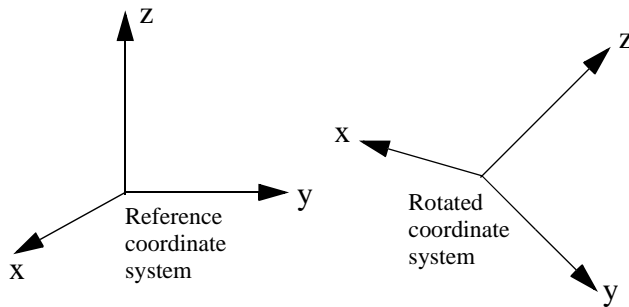 z
y
x
Reference
coordinate
system
z
x
y
Rotated
coordinate
system